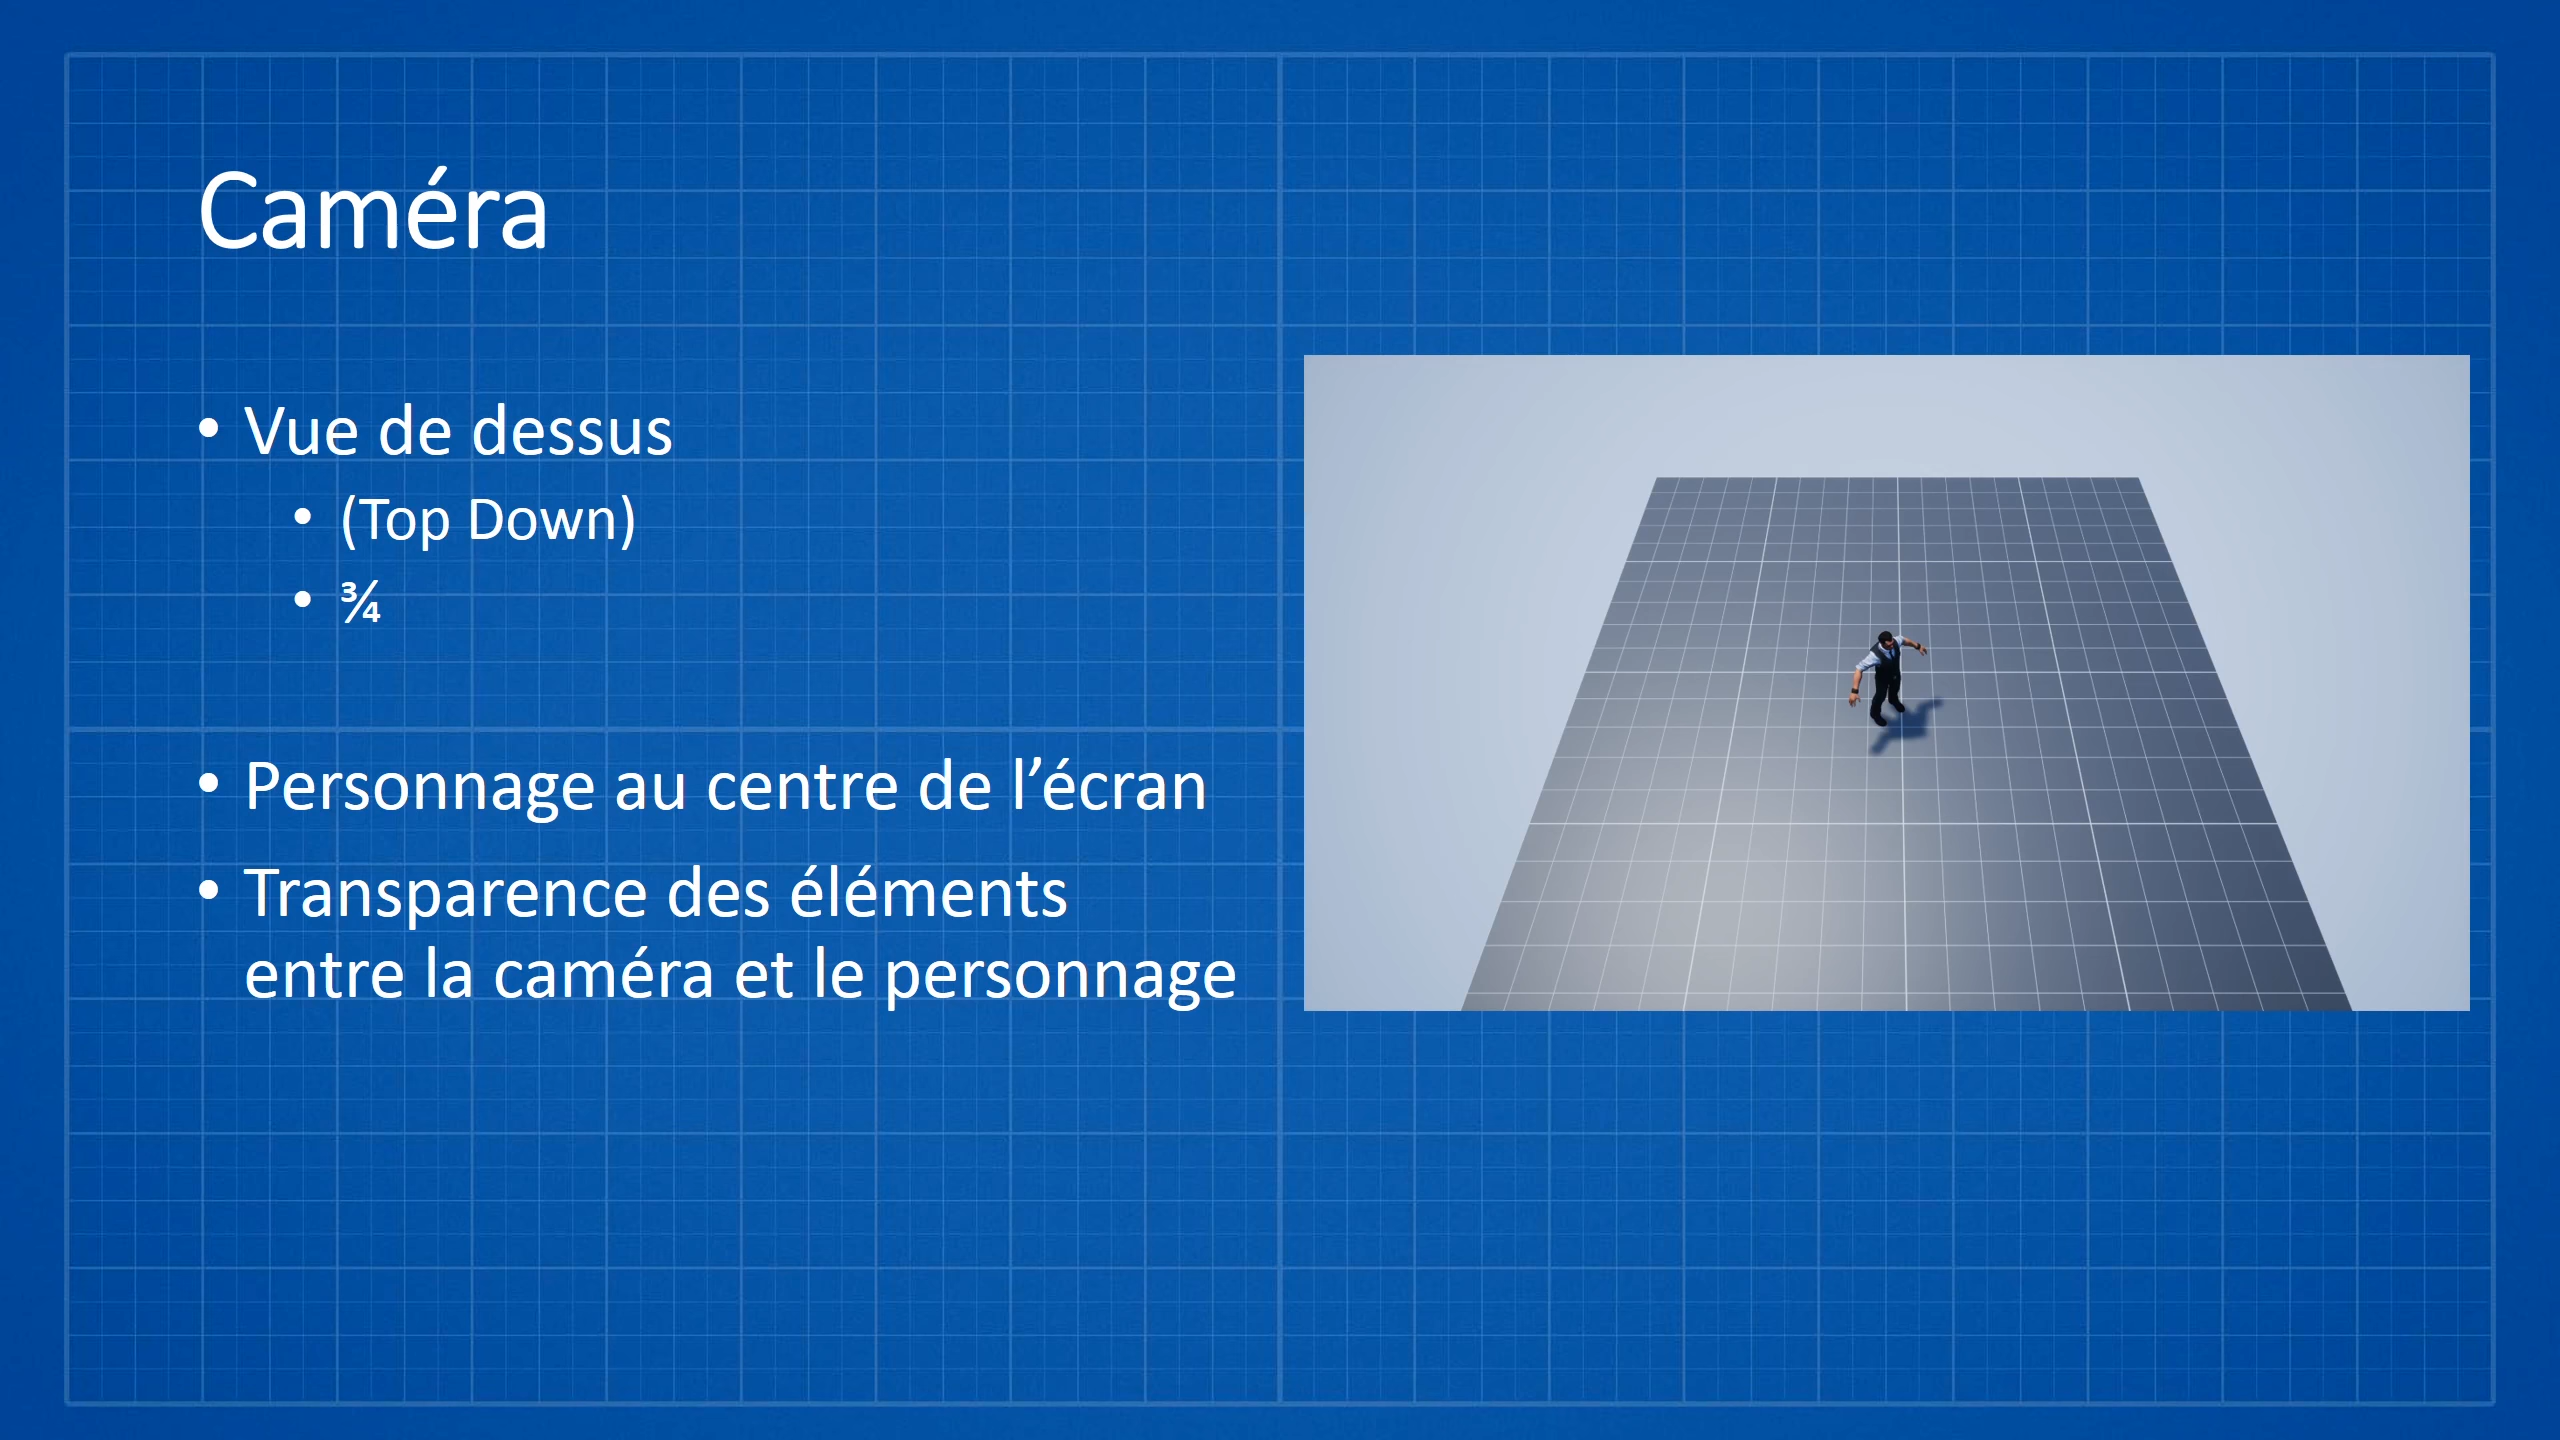 Caméra
• Vue de dessus
• (Top Down)
• ¾
• Personnage au centre de l’écran
• Transparence des éléments
entre la caméra et le personnage